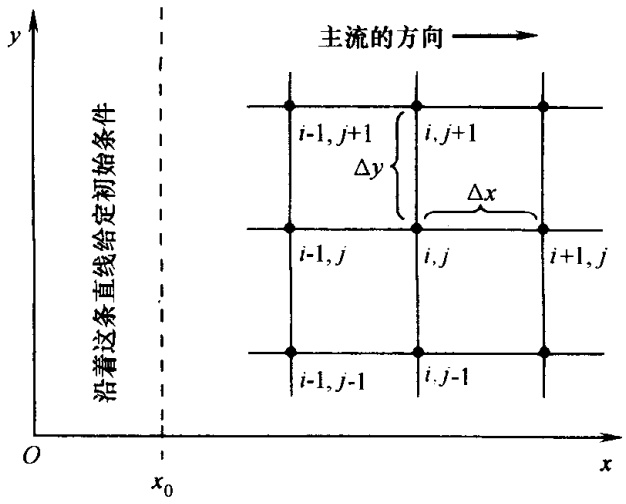 y
主流的方向
沿着这条直线给定初始条件
i-1, j+1
i, j+1
Δy
Δx
i-1, j
i, j
i+1, j
i-1, j-1
i, j-1
O
x₀
x